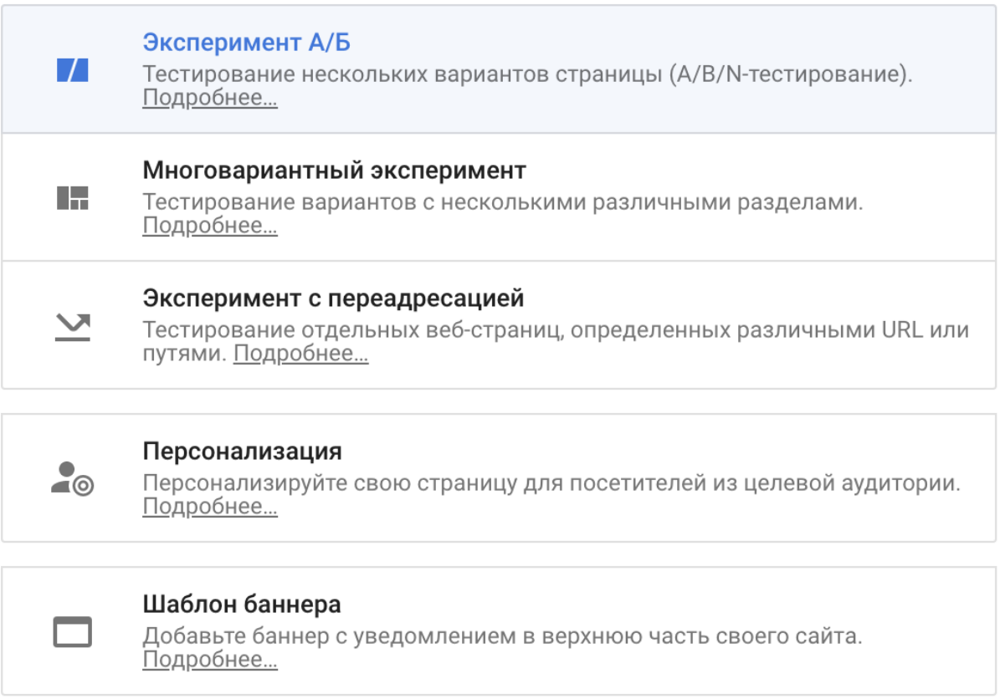 Эксперимент А/Б
Тестирование нескольких вариантов страницы (A/B/N-тестирование).
Подробнее…
Многовариантный эксперимент
Тестирование вариантов с несколькими различными разделами.
Подробнее…
Эксперимент с переадресацией
Тестирование отдельных веб-страниц, определенных различными URL или
путями. Подробнее…
Персонализация
Персонализируйте свою страницу для посетителей из целевой аудитории.
Подробнее…
Шаблон баннера
Добавьте баннер с уведомлением в верхнюю часть своего сайта.
Подробнее…